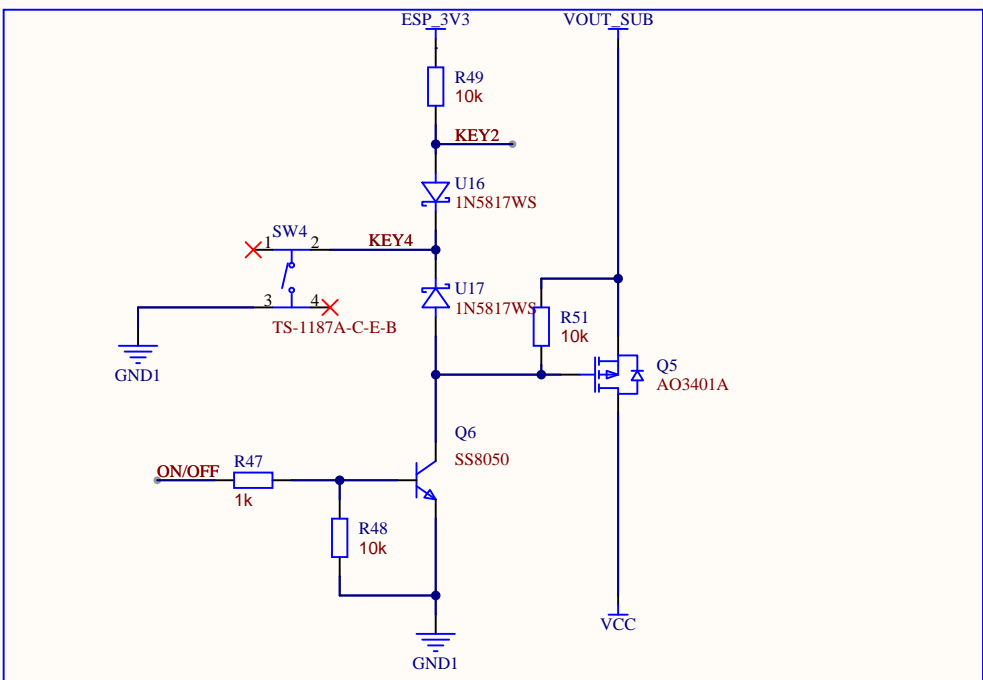 ESP_3V3
VOUT_SUB
R49
10k
KEY2
U16
1N5817WS
SW4
1
2
KEY4
U17
1N5817WS
3
4
TS-1187A-C-E-B
R51
10k
GND1
Q5
AO3401A
Q6
SS8050
ON/OFF
R47
1k
R48
10k
VCC
GND1